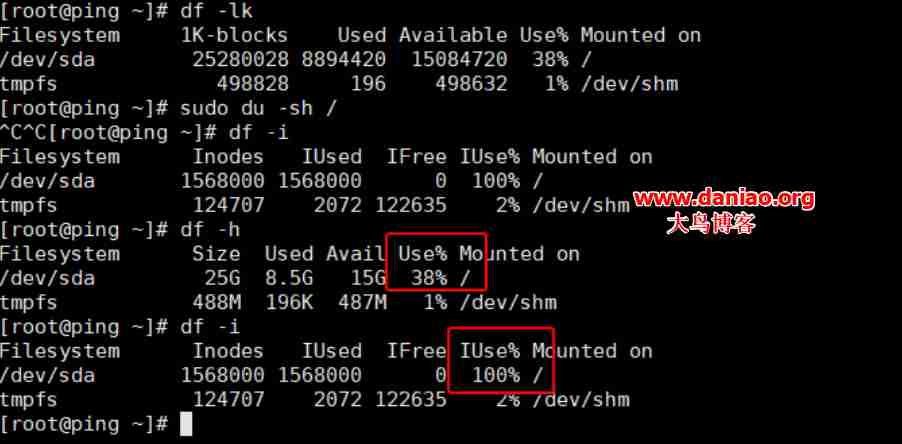 [root@ping ~]# df -lk
Filesystem     1K-blocks    Used Available Use% Mounted on
/dev/sda        25280028 8894420  15084720  38% /
tmpfs             498828     196    498632   1% /dev/shm
[root@ping ~]# sudo du -sh /
^C^C[root@ping ~]# df -i
Filesystem      Inodes   IUsed  IFree IUse% Mounted on
/dev/sda       1568000 1568000      0  100% /
tmpfs           124707    2072 122635    2% /dev/shm
www.daniao.org
大鸟博客
[root@ping ~]# df -h
Filesystem      Size  Used Avail Use% Mounted on
/dev/sda         25G  8.5G   15G  38% /
tmpfs           488M  196K  487M   1% /dev/shm
[root@ping ~]# df -i
Filesystem      Inodes   IUsed  IFree IUse% Mounted on
/dev/sda       1568000 1568000      0  100% /
tmpfs           124707    2072 122635    2% /dev/shm
[root@ping ~]#